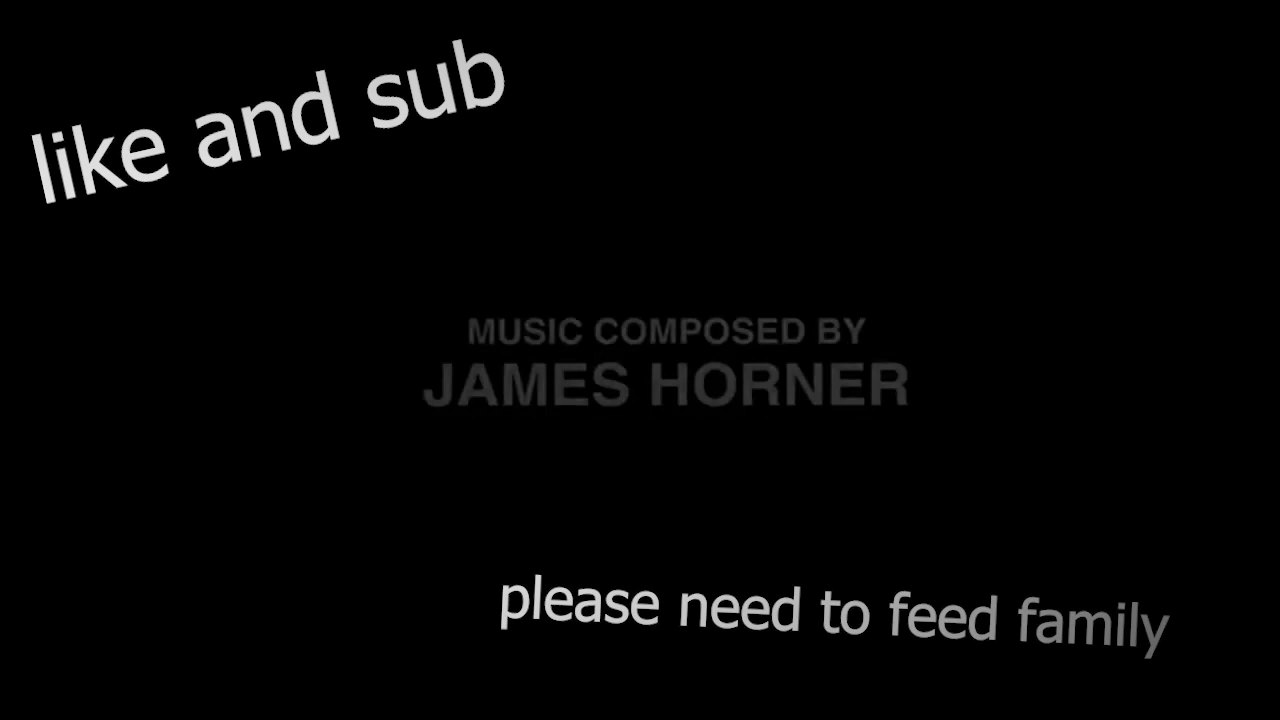 like and sub
MUSIC COMPOSED BY
JAMES HORNER
please need to feed family